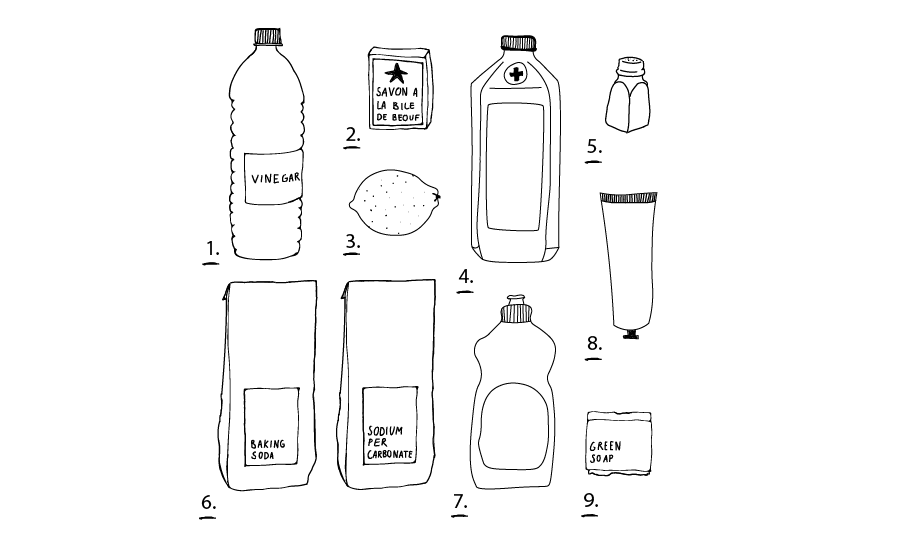 VINEGAR
1.
SAVON A
LA BILE
DE BEOUF
2.
3.
4.
5.
BAKING
SODA
6.
SODIUM
PER
CARBONATE
7.
8.
GREEN
SOAP
9.